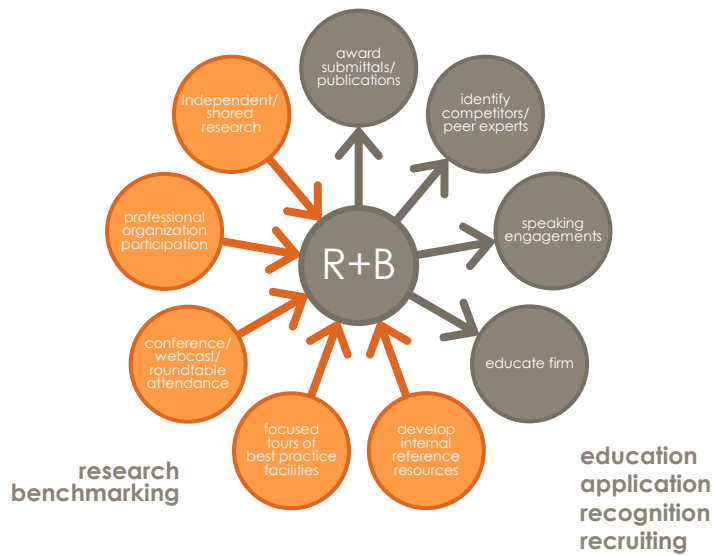 award
submittals/
publications
identify
competitors/
peer experts
speaking
engagements
educate firm
develop
internal
reference
resources
focused
tours of
best practice
facilities
conference/
webcast/
roundtable
attendance
professional
organization
participation
Independent/
shared
research
R+B
research
benchmarking
education
application
recognition
recruiting